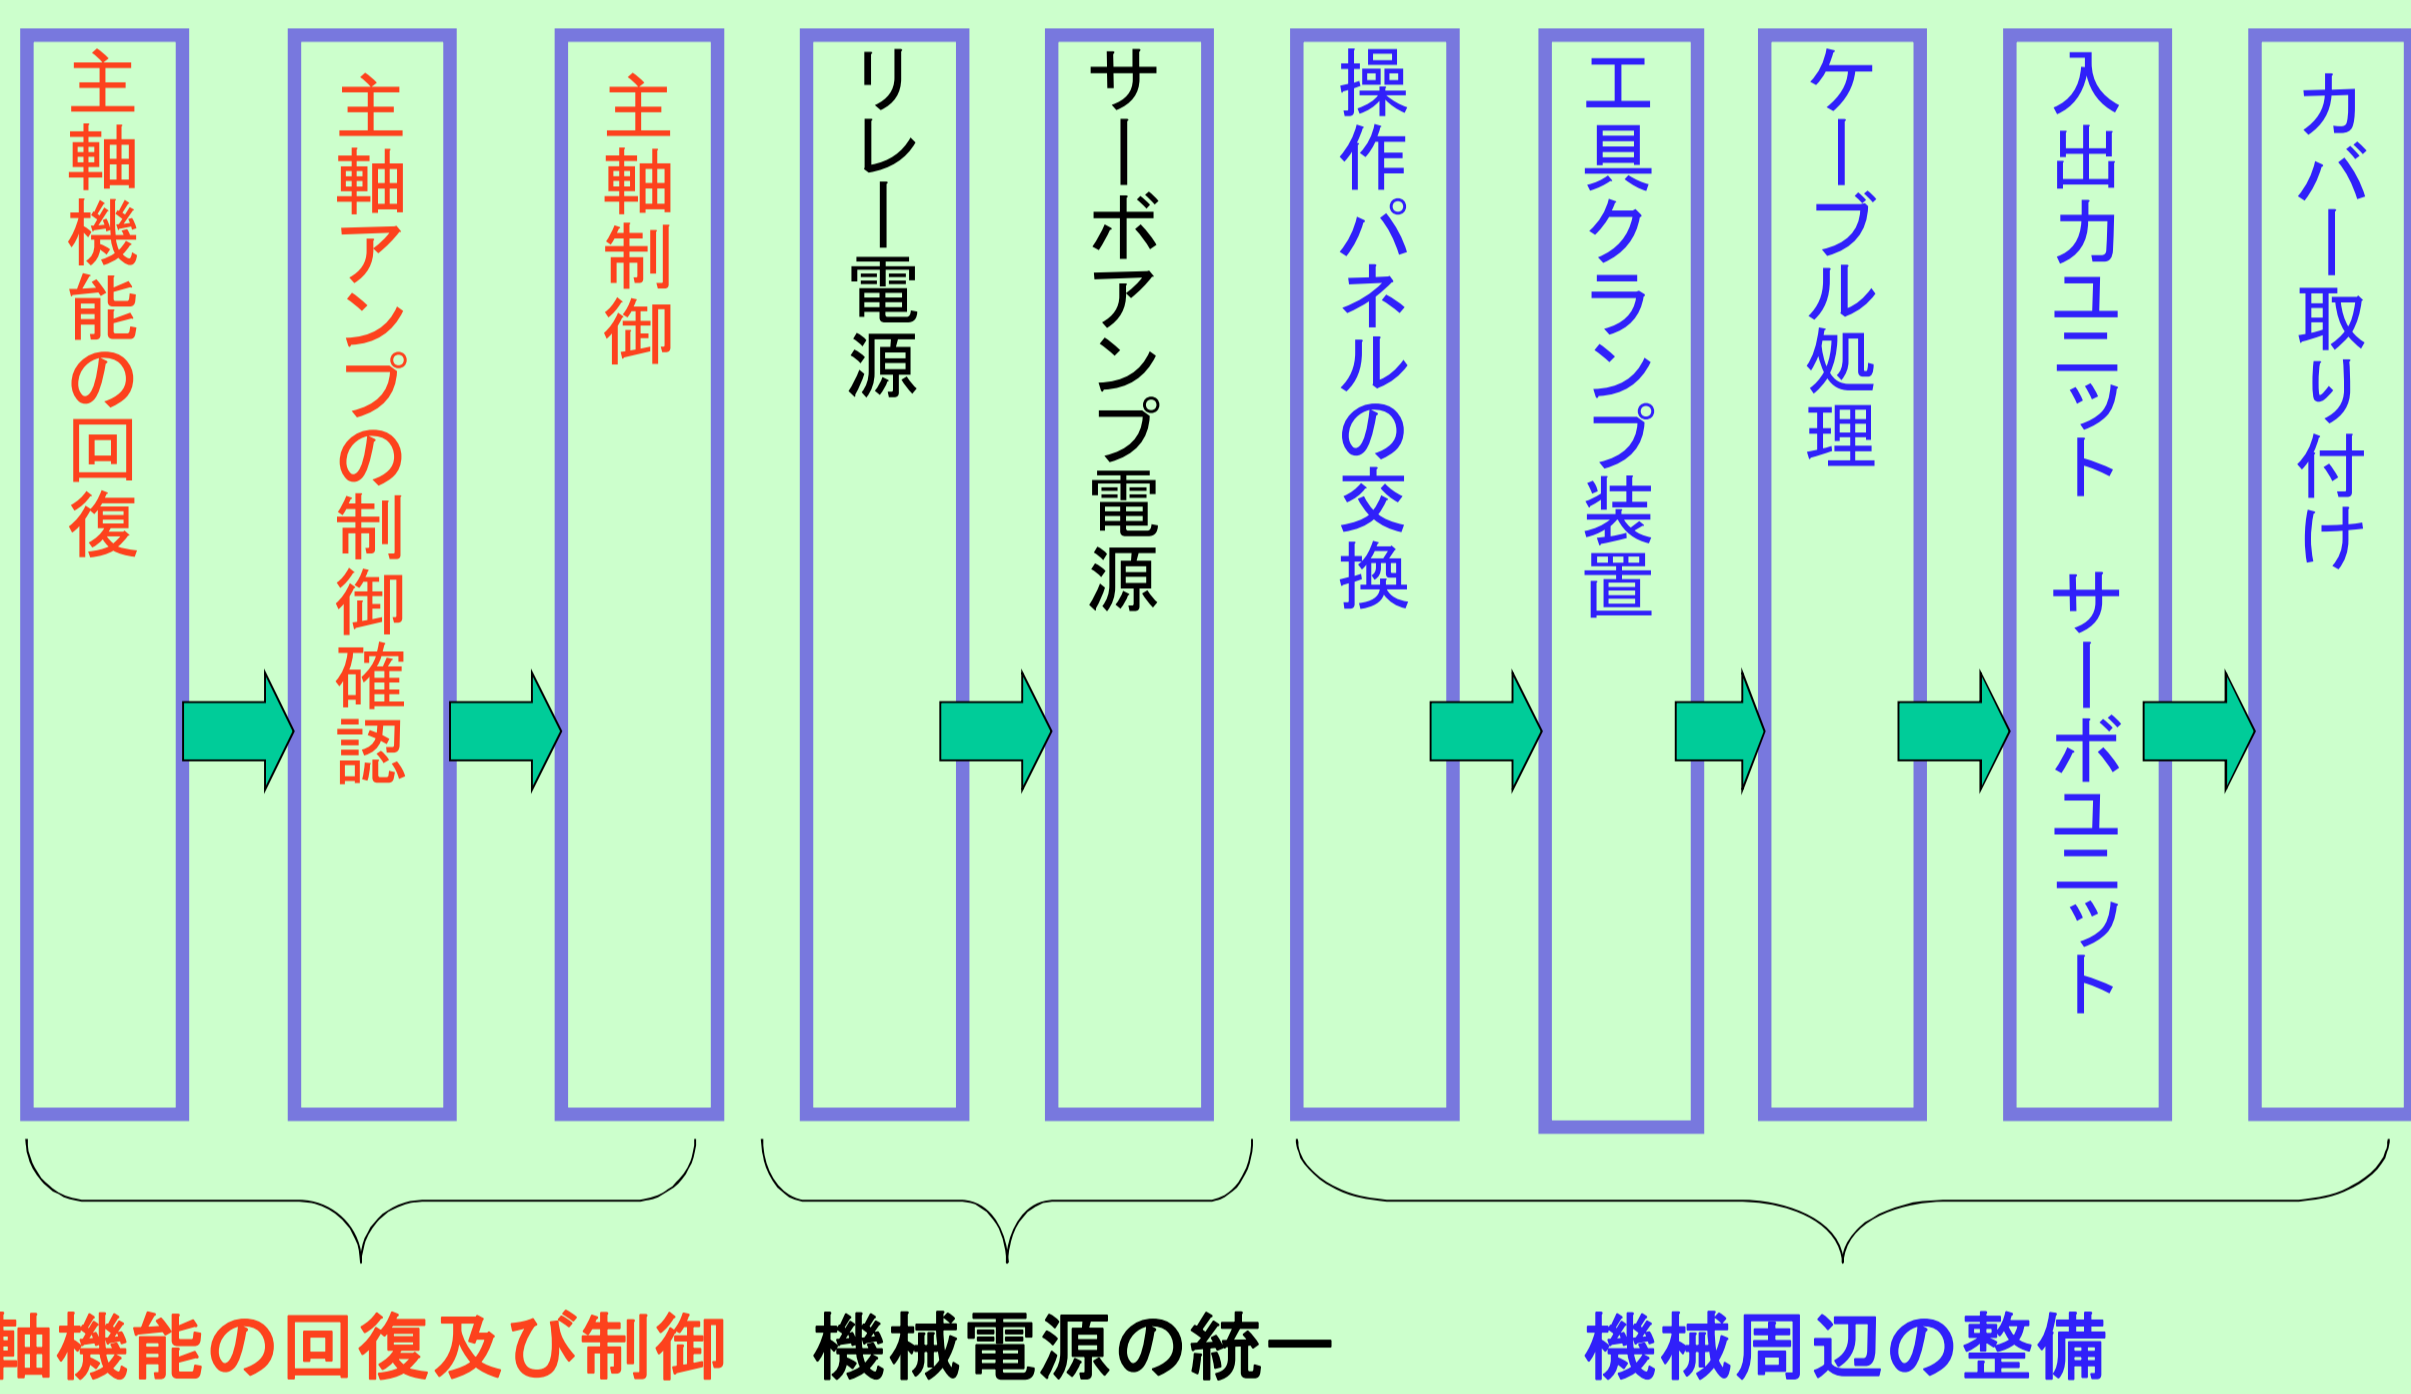 主軸機能の回復
主軸アンプの制御確認
主軸制御
リレー電源
サーボアンプ電源
操作パネルの交換
工具クランプ装置
ケーブル処理
入出力ユニット　サーボユニット
カバー取り付け
軸機能の回復及び制御
機械電源の統一
機械周辺の整備